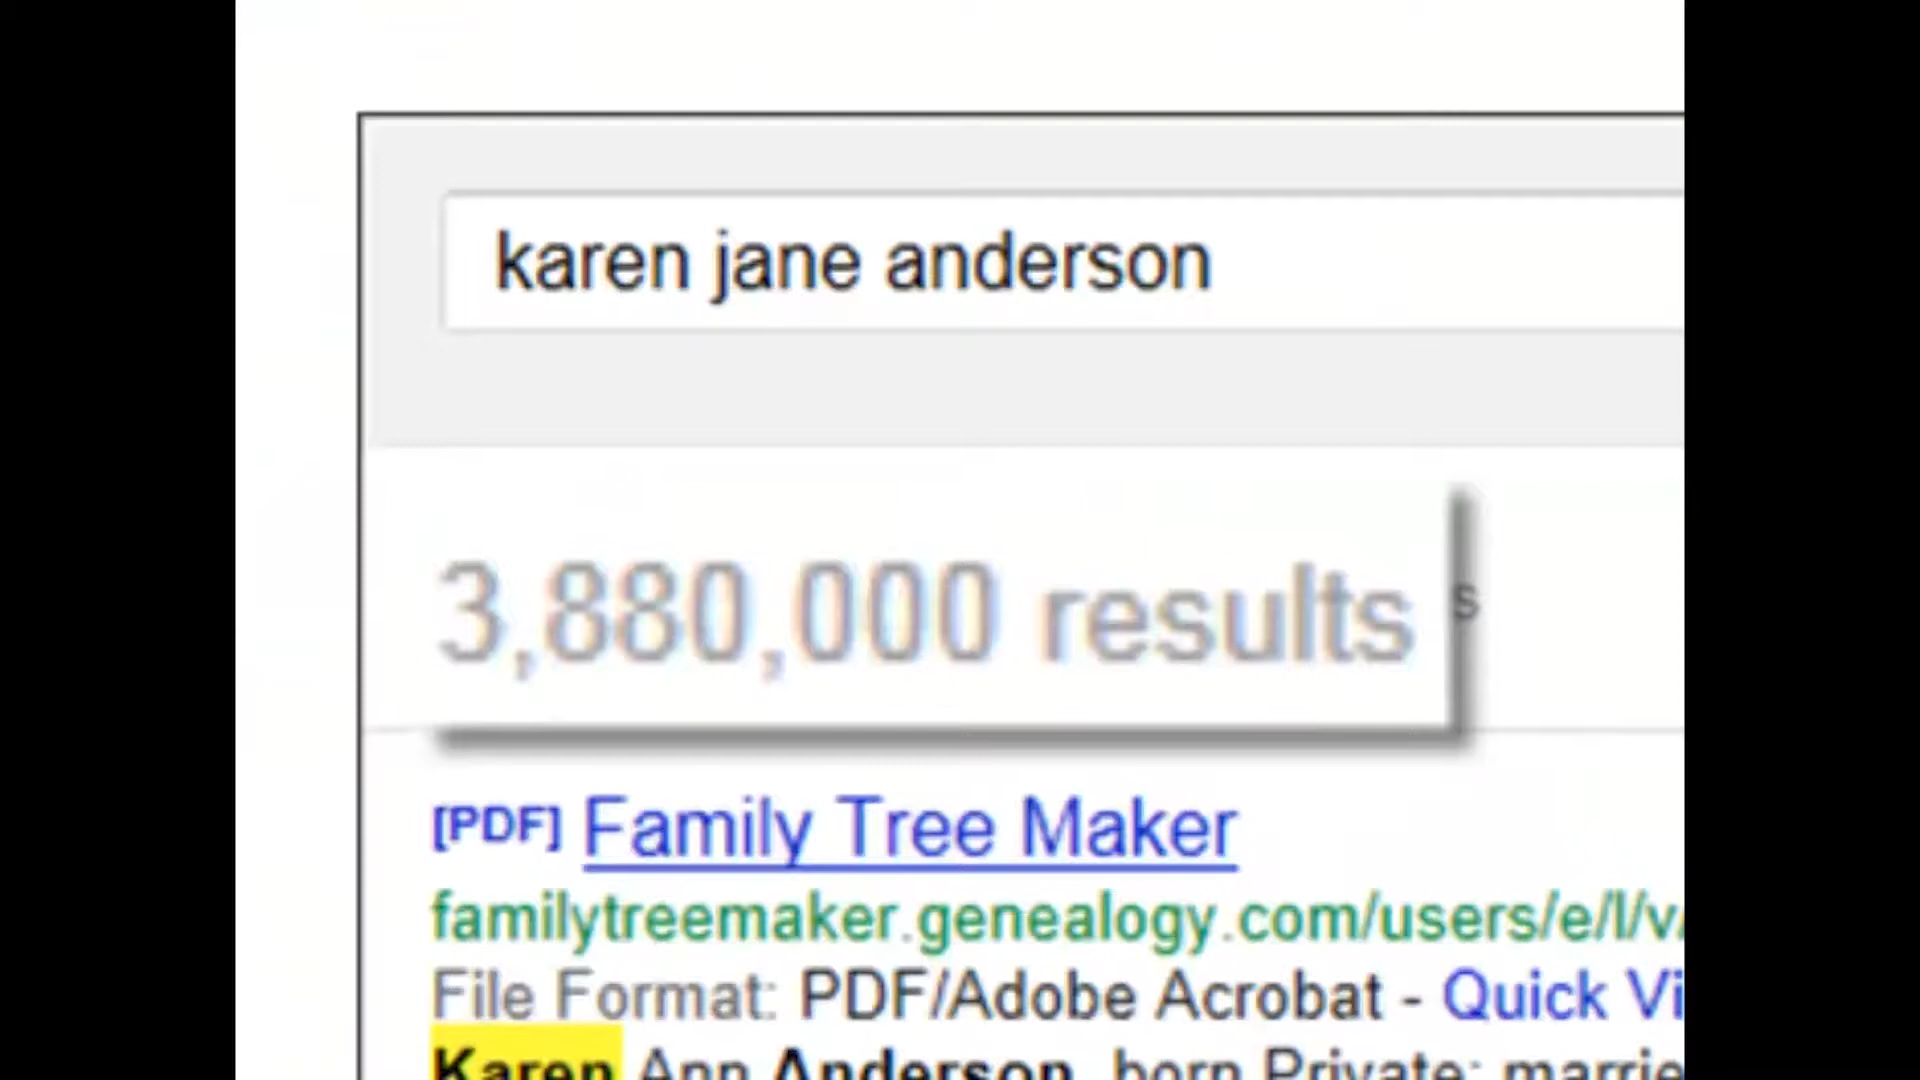 karen jane anderson
3,880,000 results
s
[PDF] Family Tree Maker
familytreemaker.genealogy.com/users/e/l/v
File Format: PDF/Adobe Acrobat - Quick Vi
Karen Ann Anderson, born Private; marrie